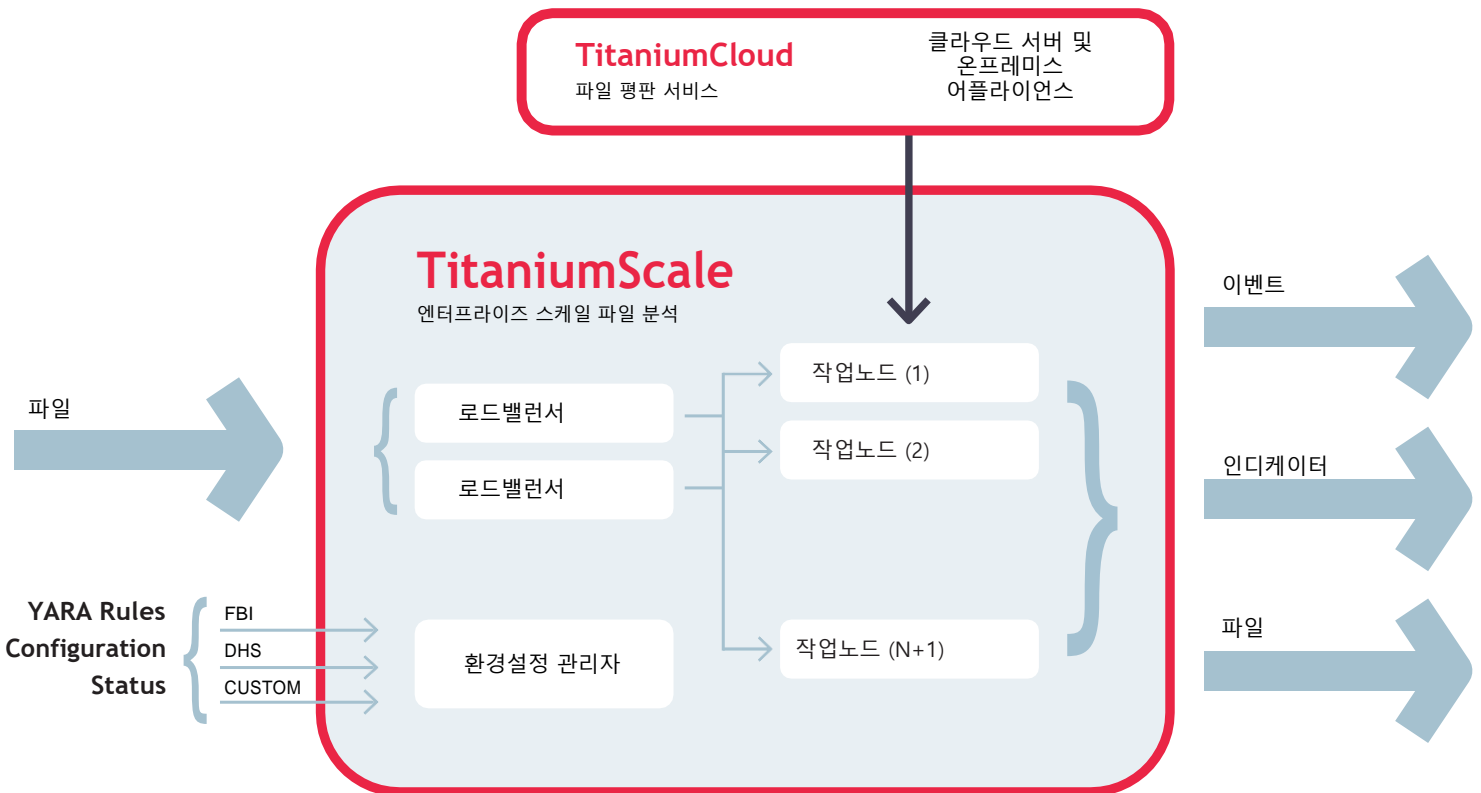 TitaniumCloud
파일 평판 서비스
클라우드 서버 및
온프레미스
어플라이언스
TitaniumScale
엔터프라이즈 스케일 파일 분석
파일
로드밸런서
로드밸런서
작업노드 (1)
작업노드 (2)
작업노드 (N+1)
YARA Rules
Configuration
Status
FBI
DHS
CUSTOM
환경설정 관리자
이벤트
인디케이터
파일